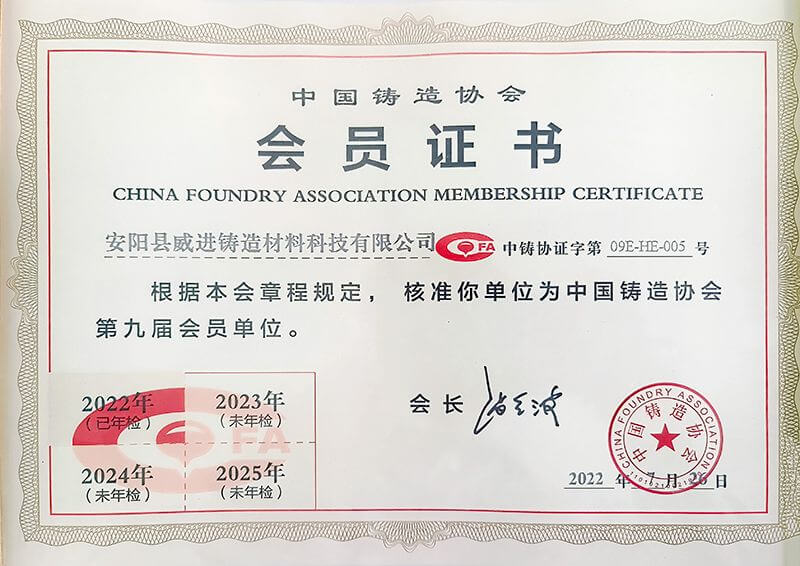 中国铸造协会
会员证书
CHINA FOUNDRY ASSOCIATION MEMBERSHIP CERTIFICATE
安阳县威进铸造材料科技有限公司 CFA 中铸协证字第 09E-HE-005 号
根据本会章程规定，核准你单位为中国铸造协会
第九届会员单位。
2022年 2023年
(已年检) (未年检)
FA
2024年 2025年
(未年检) (未年检)
会长
CHINA FOUNDRY ASSOCIATION
中国铸造协会
2022 年 7 月 26 日